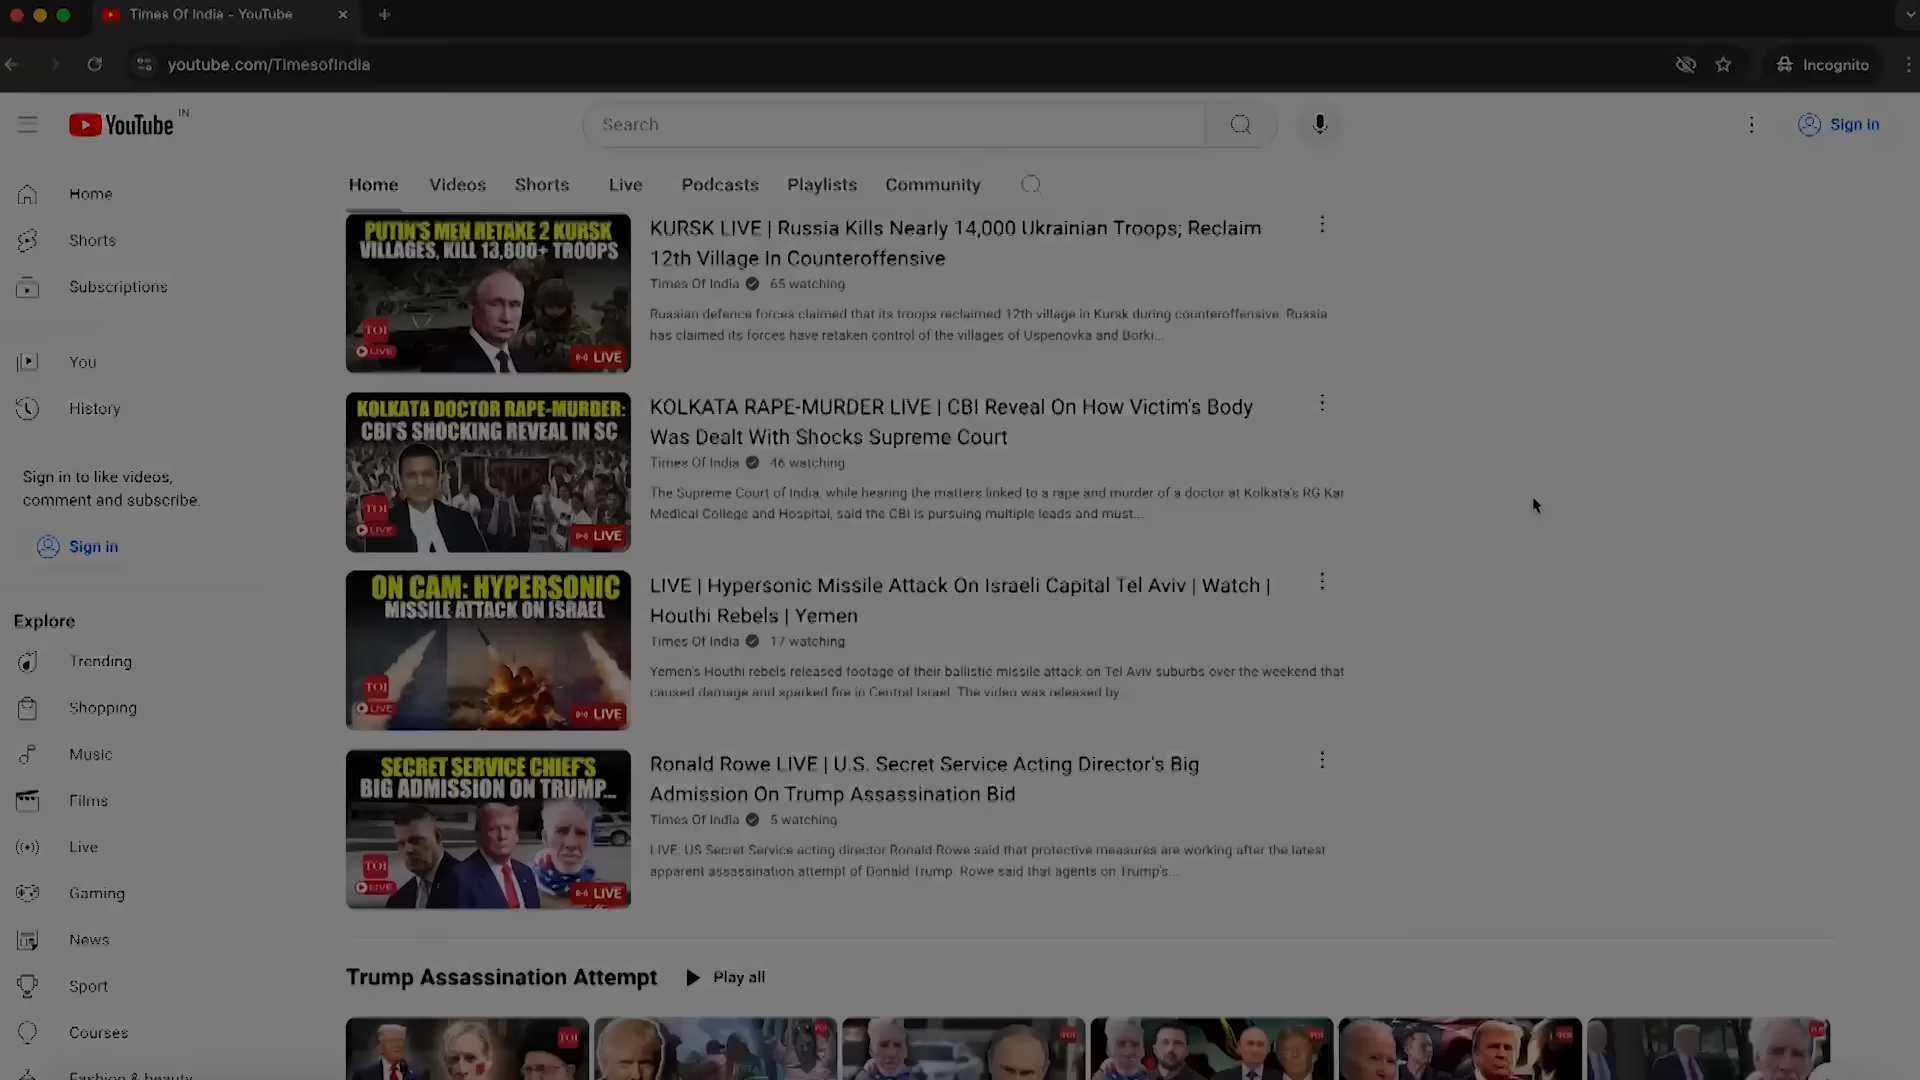 Times Of India - YouTube
youtube.com/TimesofIndia
Incognito
YouTube IN
Search
Sign in
Home
Shorts
Subscriptions
You
History
Sign in to like videos,
comment and subscribe.
Sign in
Explore
Trending
Shopping
Music
Films
Live
Gaming
News
Sport
Courses
Fashion & beauty
Home Videos Shorts Live Podcasts Playlists Community
PUTIN'S MEN RETAKE 2 KURSK
VILLAGES, KILL 13,800+ TROOPS
TOI
LIVE
LIVE
KURSK LIVE | Russia Kills Nearly 14,000 Ukrainian Troops; Reclaim
12th Village In Counteroffensive
Times Of India 65 watching
Russian defence forces claimed that its troops reclaimed 12th village in Kursk during counteroffensive. Russia
has claimed its forces have retaken control of the villages of Uspenovka and Borki...
KOLKATA DOCTOR RAPE-MURDER:
CBI'S SHOCKING REVEAL IN SC
TOI
LIVE
LIVE
KOLKATA RAPE-MURDER LIVE | CBI Reveal On How Victim's Body
Was Dealt With Shocks Supreme Court
Times Of India 46 watching
The Supreme Court of India, while hearing the matters linked to a rape and murder of a doctor at Kolkata's RG Kar
Medical College and Hospital, said the CBI is pursuing multiple leads and must...
ON CAM: HYPERSONIC
MISSILE ATTACK ON ISRAEL
TOI
LIVE
LIVE
LIVE | Hypersonic Missile Attack On Israeli Capital Tel Aviv | Watch |
Houthi Rebels | Yemen
Times Of India 17 watching
Yemen's Houthi rebels released footage of their ballistic missile attack on Tel Aviv suburbs over the weekend that
caused damage and sparked fire in Central Israel. The video was released by
SECRET SERVICE CHIEF'S
BIG ADMISSION ON TRUMP...
TOI
LIVE
LIVE
Ronald Rowe LIVE | U.S. Secret Service Acting Director's Big
Admission On Trump Assassination Bid
Times Of India 5 watching
LIVE: US Secret Service acting director Ronald Rowe said that protective measures are working after the latest
apparent assassination attempt of Donald Trump. Rowe said that agents on Trump's...
Trump Assassination Attempt Play all
TOI TOI TOI TOI TOI